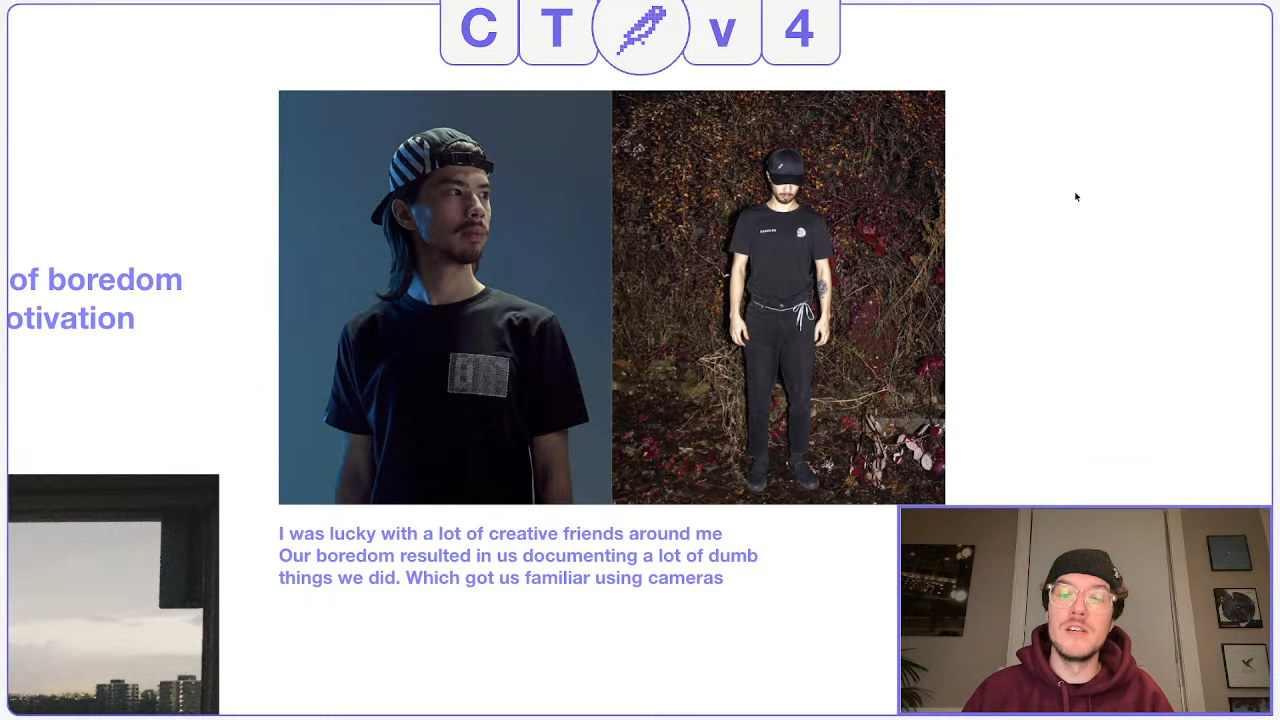 C T v 4
of boredom
otivation
I was lucky with a lot of creative friends around me
Our boredom resulted in us documenting a lot of dumb
things we did. Which got us familiar using cameras